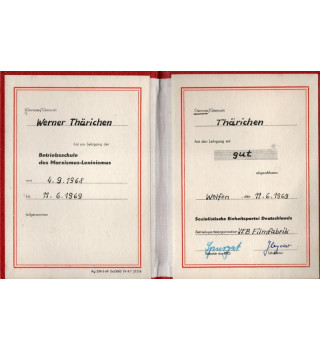 Genossin/Genosse
Werner Thärichen
hat am Lehrgang der
Betriebsschule
des Marxismus-Leninismus
vom 4.9.1968
bis 11.6.1969
teilgenommen
Genossin/Genosse
Thärichen
hat den Lehrgang mit
gut
abgeschlossen
Wolfen den 11.6.1969
Sozialistische Einheitspartei Deutschlands
Betriebsparteiorganisation VEB Filmfabrik